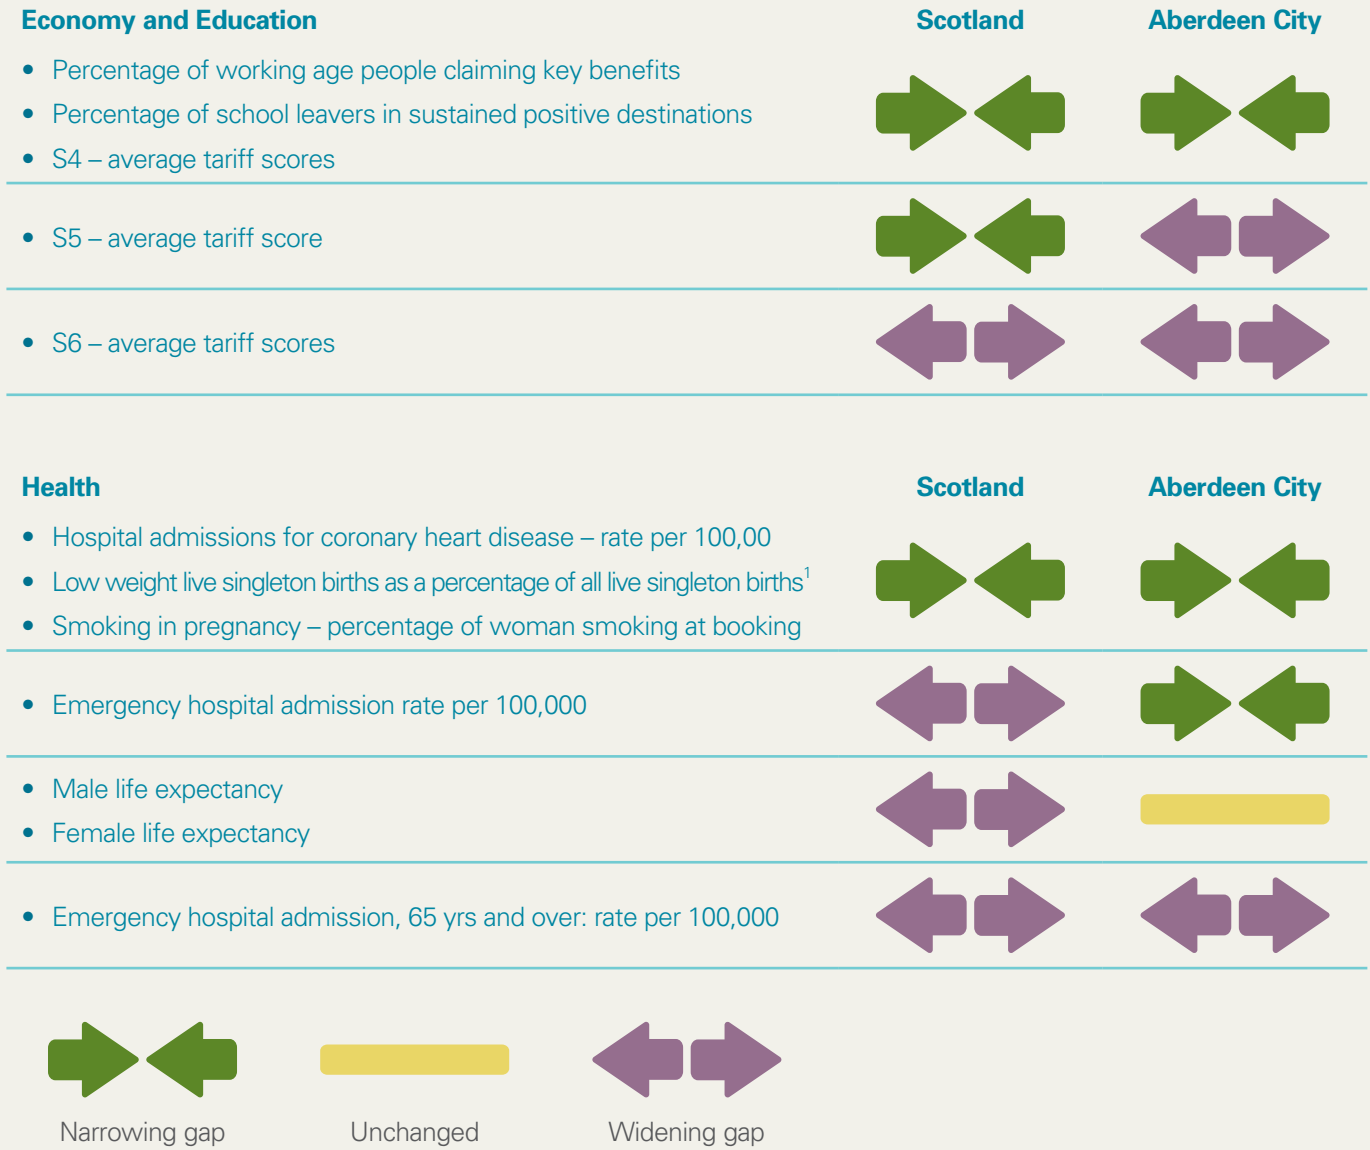 Economy and Education Scotland Aberdeen City
• Percentage of working age people claiming key benefits
• Percentage of school leavers in sustained positive destinations
• S4 – average tariff scores
• S5 – average tariff score
• S6 – average tariff scores
Health Scotland Aberdeen City
• Hospital admissions for coronary heart disease – rate per 100,00
• Low weight live singleton births as a percentage of all live singleton births¹
• Smoking in pregnancy – percentage of woman smoking at booking
• Emergency hospital admission rate per 100,000
• Male life expectancy
• Female life expectancy
• Emergency hospital admission, 65 yrs and over: rate per 100,000
Narrowing gap Unchanged Widening gap